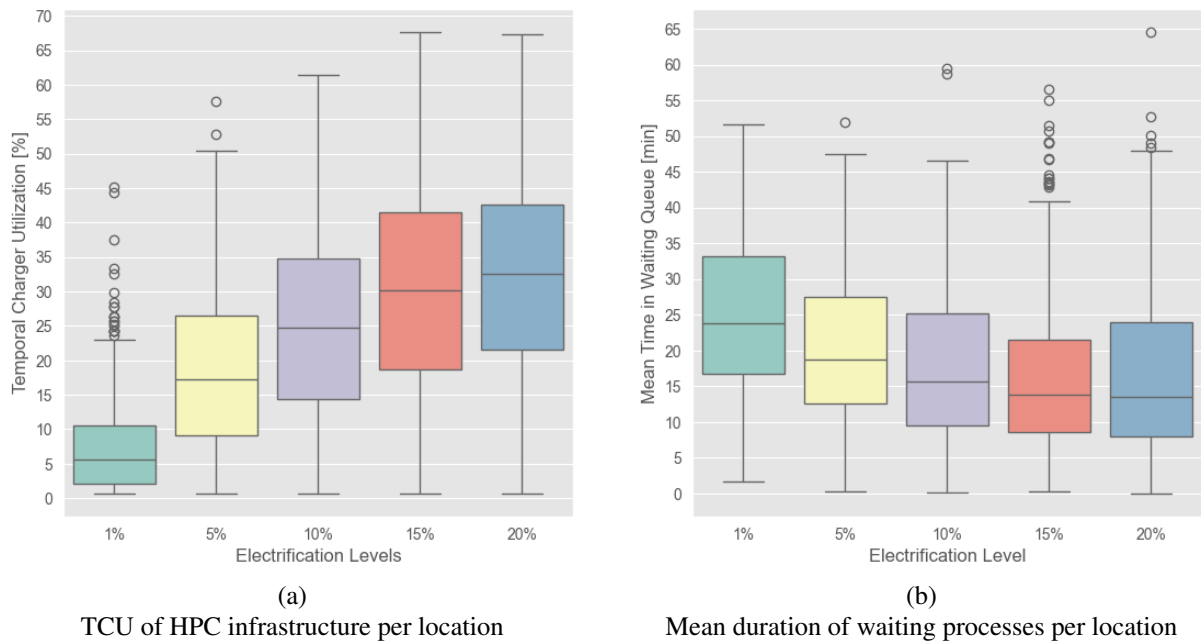 70
65
60
55
50
45
40
35
30
25
20
15
10
5
0
Temporal Charger Utilization [%]
1% 5% 10% 15% 20%
Electrification Levels
(a)
TCU of HPC infrastructure per location
65
60
55
50
45
40
35
30
25
20
15
10
5
0
Mean Time in Waiting Queue [min]
1% 5% 10% 15% 20%
Electrification Level
(b)
Mean duration of waiting processes per location